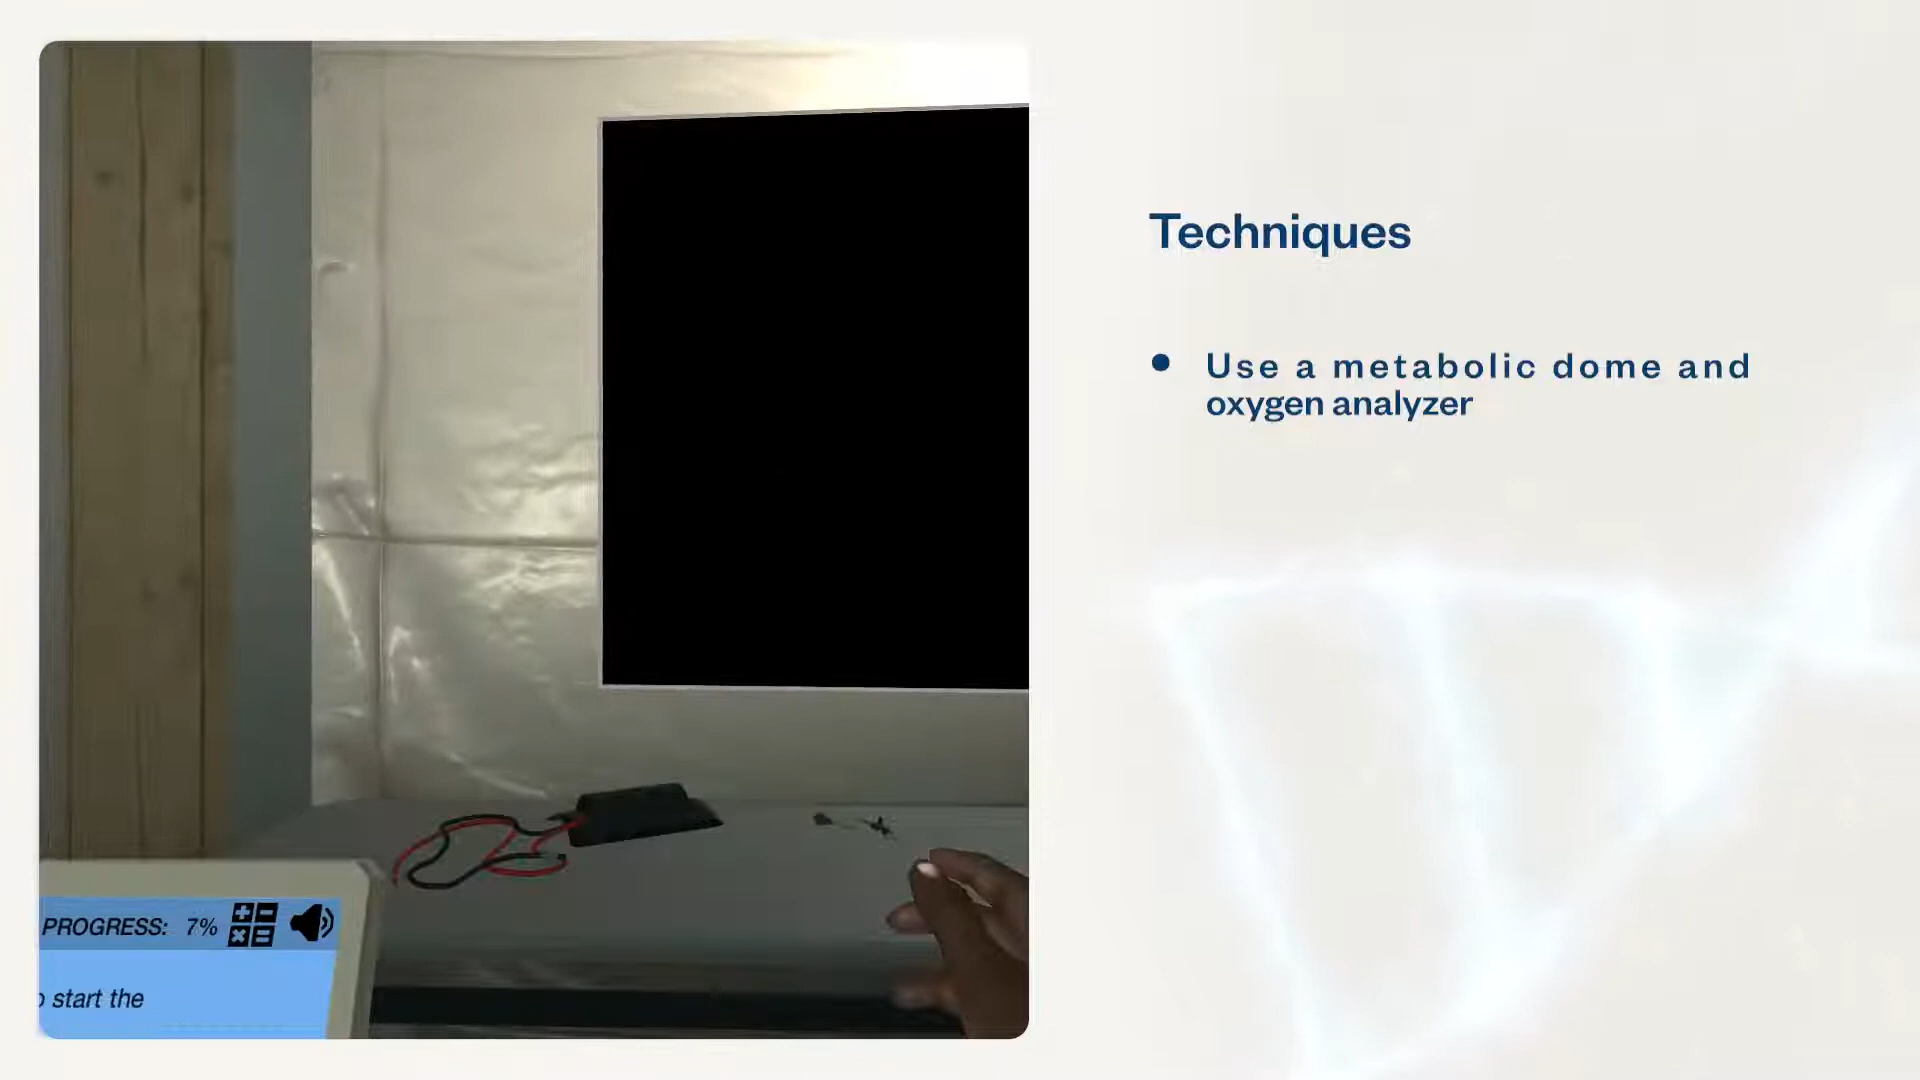 Techniques
• Use a metabolic dome and
oxygen analyzer
PROGRESS: 7%
start the